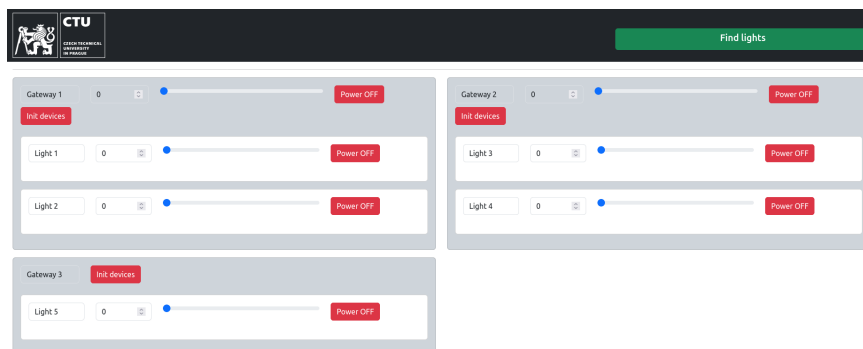 CTU
CZECH TECHNICAL
UNIVERSITY
IN PRAGUE
Find lights
Gateway 1 0 Power OFF
Init devices
Light 1 0 Power OFF
Light 2 0 Power OFF
Gateway 2 0 Power OFF
Init devices
Light 3 0 Power OFF
Light 4 0 Power OFF
Gateway 3 Init devices
Light 5 0 Power OFF